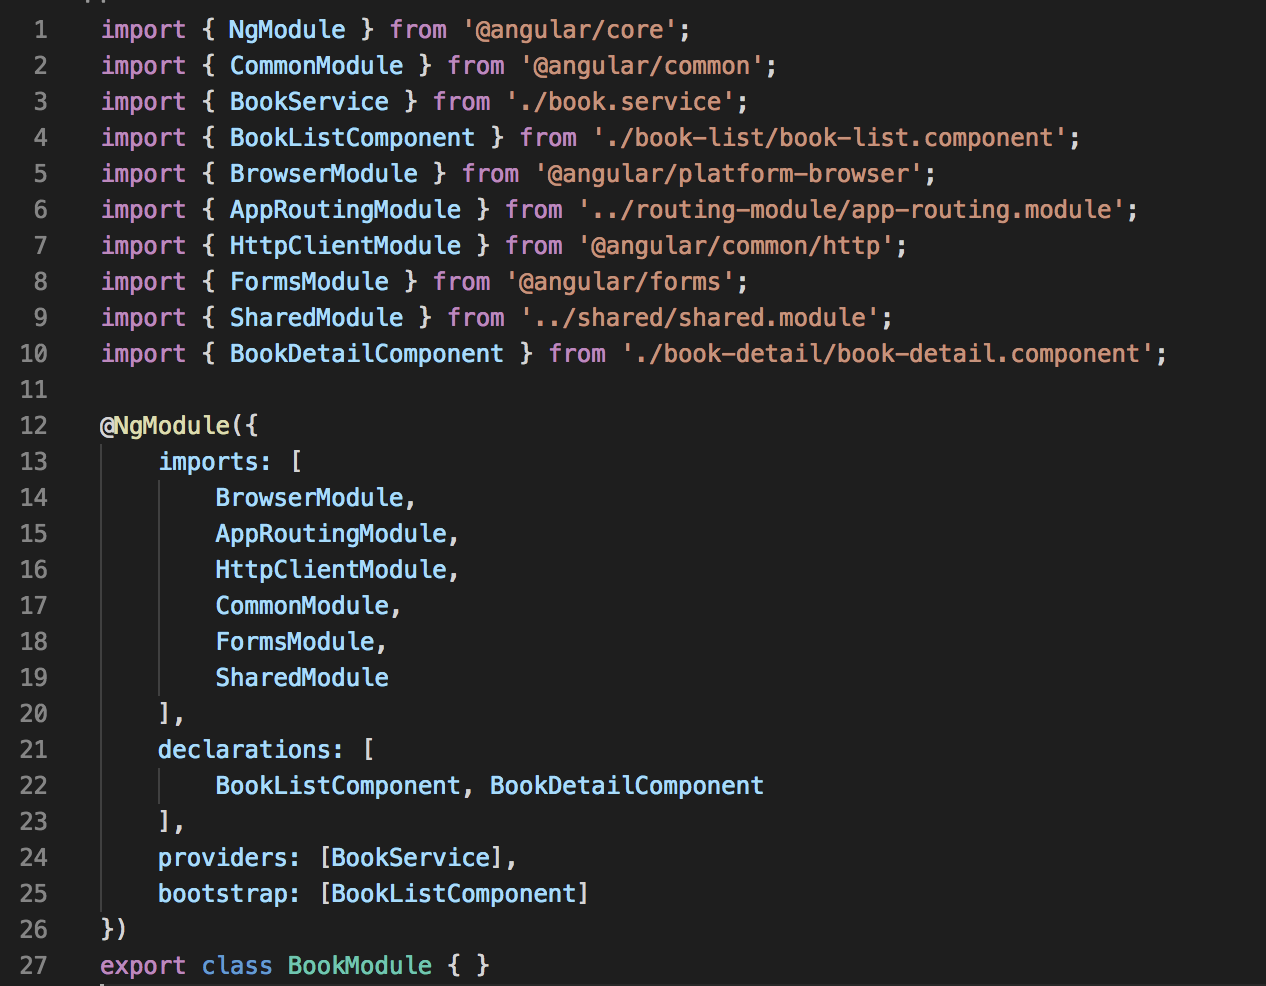 1 import { NgModule } from '@angular/core';
2 import { CommonModule } from '@angular/common';
3 import { BookService } from './book.service';
4 import { BookListComponent } from './book-list/book-list.component';
5 import { BrowserModule } from '@angular/platform-browser';
6 import { AppRoutingModule } from '../routing-module/app-routing.module';
7 import { HttpClientModule } from '@angular/common/http';
8 import { FormsModule } from '@angular/forms';
9 import { SharedModule } from '../shared/shared.module';
10 import { BookDetailComponent } from './book-detail/book-detail.component';
11
12 @NgModule({
13     imports: [
14         BrowserModule,
15         AppRoutingModule,
16         HttpClientModule,
17         CommonModule,
18         FormsModule,
19         SharedModule
20     ],
21     declarations: [
22         BookListComponent, BookDetailComponent
23     ],
24     providers: [BookService],
25     bootstrap: [BookListComponent]
26 })
27 export class BookModule { }